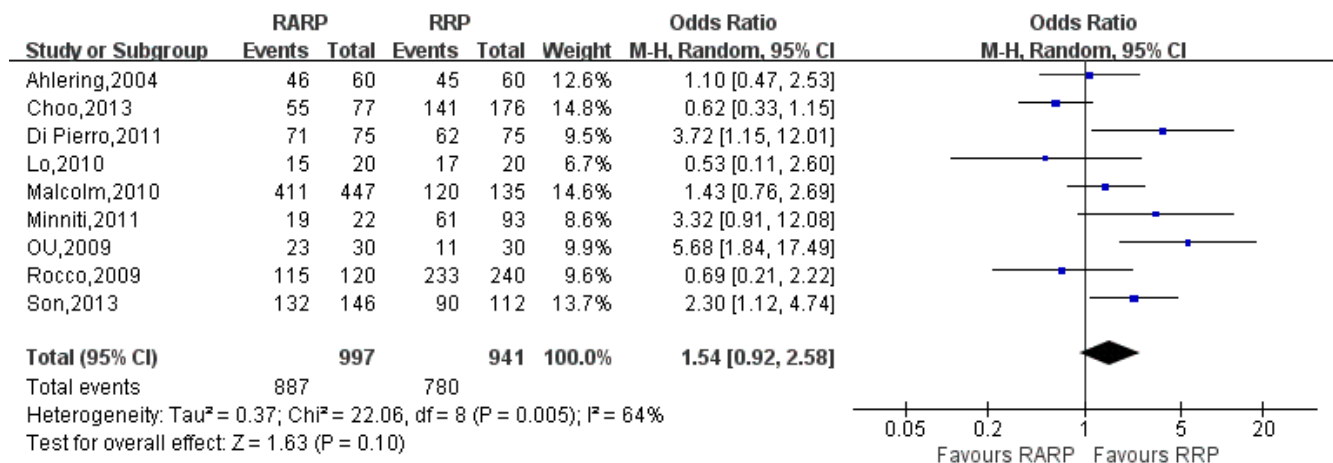 RARP RRP Odds Ratio Odds Ratio
Study or Subgroup Events Total Events Total Weight M-H, Random, 95% CI M-H, Random, 95% CI
Ahlering,2004 46 60 45 60 12.6% 1.10 [0.47, 2.53]
Choo,2013 55 77 141 176 14.8% 0.62 [0.33, 1.15]
Di Pierro,2011 71 75 62 75 9.5% 3.72 [1.15, 12.01]
Lo,2010 15 20 17 20 6.7% 0.53 [0.11, 2.60]
Malcolm,2010 411 447 120 135 14.6% 1.43 [0.76, 2.69]
Minniti,2011 19 22 61 93 8.6% 3.32 [0.91, 12.08]
OU,2009 23 30 11 30 9.9% 5.68 [1.84, 17.49]
Rocco,2009 115 120 233 240 9.6% 0.69 [0.21, 2.22]
Son,2013 132 146 90 112 13.7% 2.30 [1.12, 4.74]
Total (95% CI) 997 941 100.0% 1.54 [0.92, 2.58]
Total events 887 780
Heterogeneity: Tau² = 0.37; Chi² = 22.06, df = 8 (P = 0.005); I² = 64%
Test for overall effect: Z = 1.63 (P = 0.10)
0.05 0.2 1 5 20
Favours RARP Favours RRP